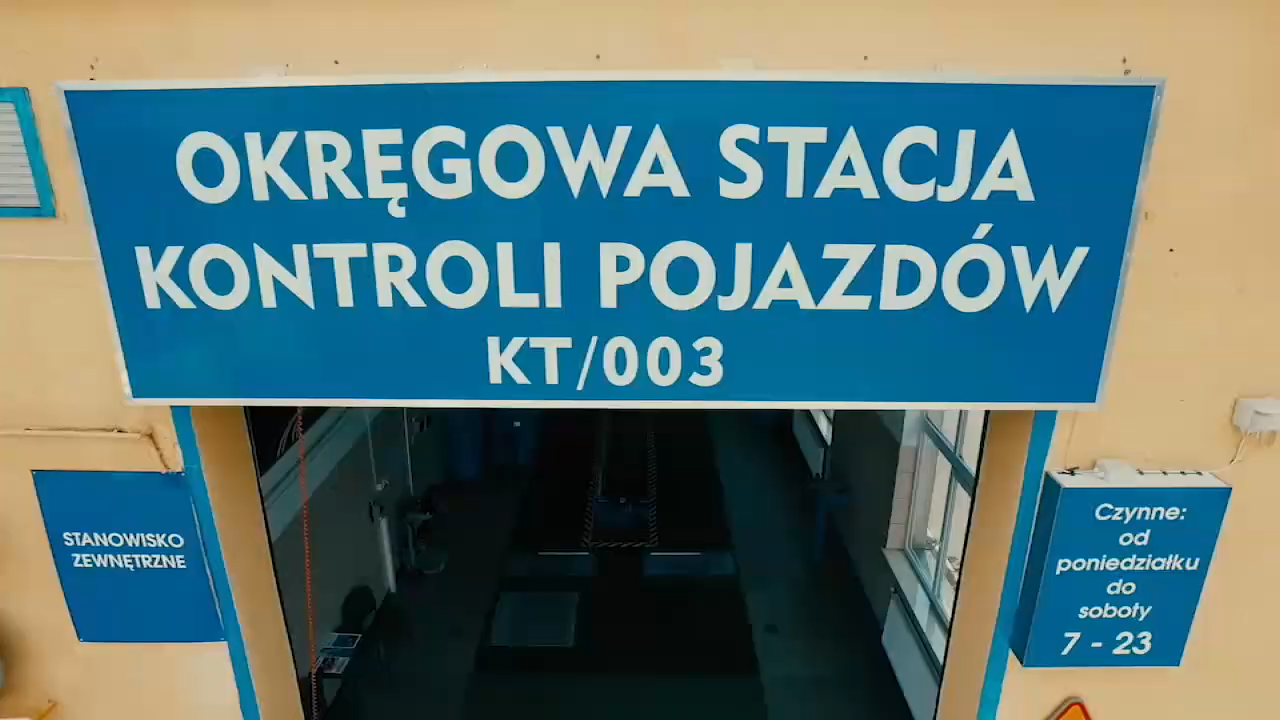 OKRĘGOWA STACJA
KONTROLI POJAZDÓW
KT/003
STANOWISKO
ZEWNĘTRZNE
Czynne:
od
poniedziałku
do
soboty
7 - 23